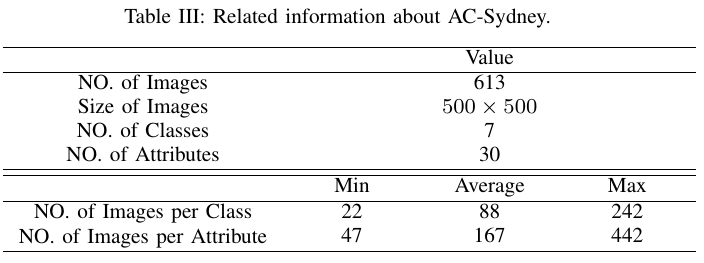 Table III: Related information about AC-Sydney.
Value
NO. of Images 613
Size of Images 500 × 500
NO. of Classes 7
NO. of Attributes 30
Min Average Max
NO. of Images per Class 22 88 242
NO. of Images per Attribute 47 167 442